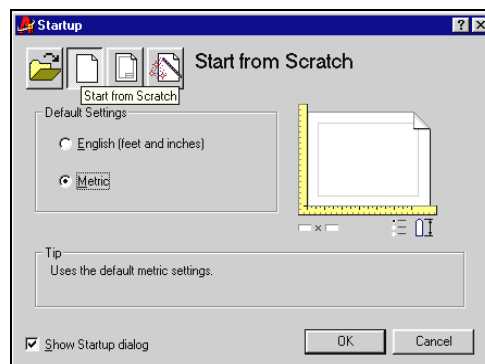 Startup
Start from Scratch
Start from Scratch
Default Settings
English (feet and inches)
Metric
Tip
Uses the default metric settings.
Show Startup dialog
OK
Cancel